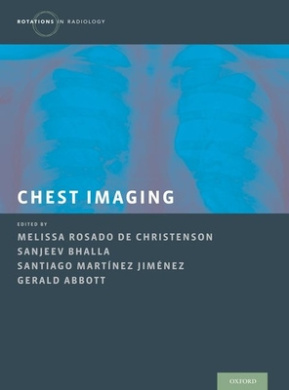 ROTATIONS IN RADIOLOGY
CHEST IMAGING
EDITED BY
MELISSA ROSADO DE CHRISTENSON
SANJEEV BHALLA
SANTIAGO MARTÍNEZ JIMÉNEZ
GERALD ABBOTT
OXFORD